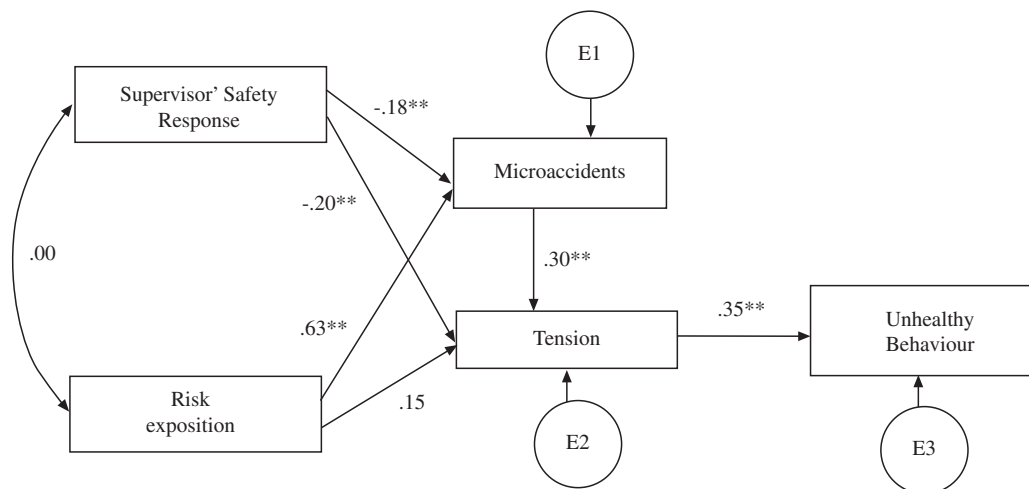 E1
Supervisor' Safety
Response
-.18**
Microaccidents
-.20**
.00
.30**
.63**
.35**
Tension
Unhealthy
Behaviour
Risk
exposition
.15
E2
E3